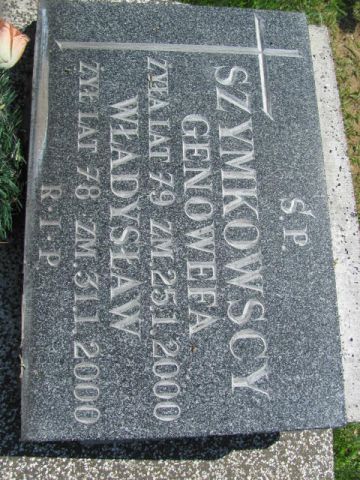 Ś.P.
SZYMKOWSCY
GENOWEFA
ŻYŁA LAT 79 ZM 25.I.2000
WŁADYSŁAW
ŻYŁ LAT 78 ZM 31.I.2000
R.I.P